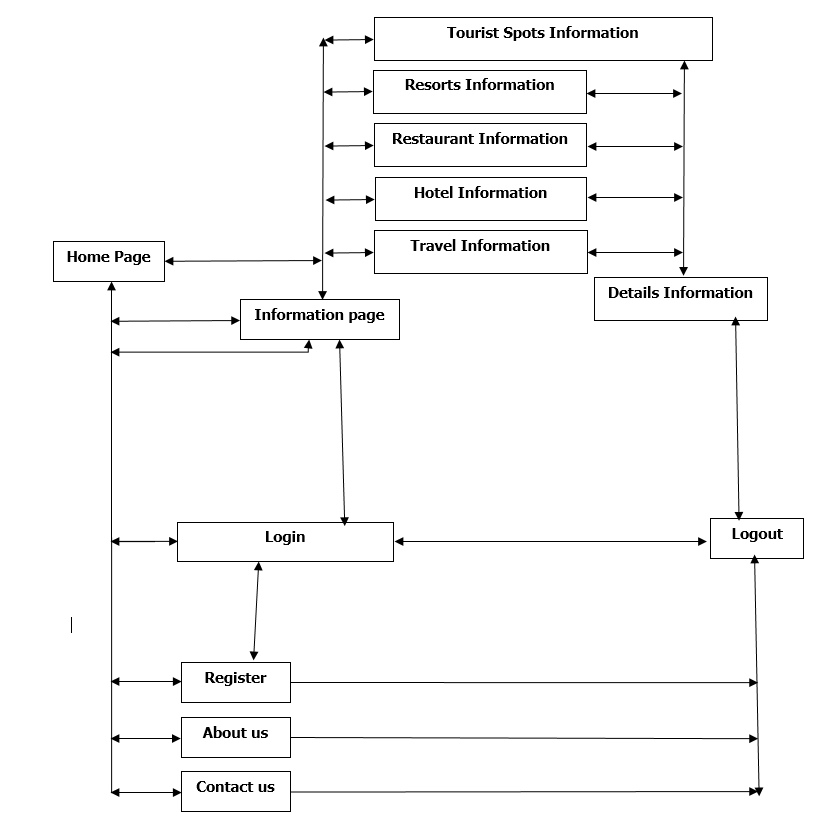 Tourist Spots Information
Resorts Information
Restaurant Information
Hotel Information
Travel Information
Home Page
Details Information
Information page
Login
Logout
Register
About us
Contact us